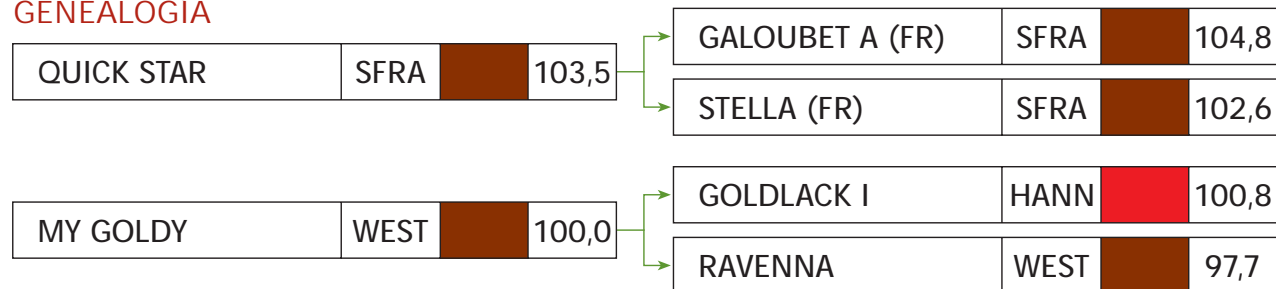 GENEALOGIA
QUICK STAR SFRA 103,5
GALOUBET A (FR) SFRA 104,8
STELLA (FR) SFRA 102,6
MY GOLDY WEST 100,0
GOLDLACK I HANN 100,8
RAVENNA WEST 97,7